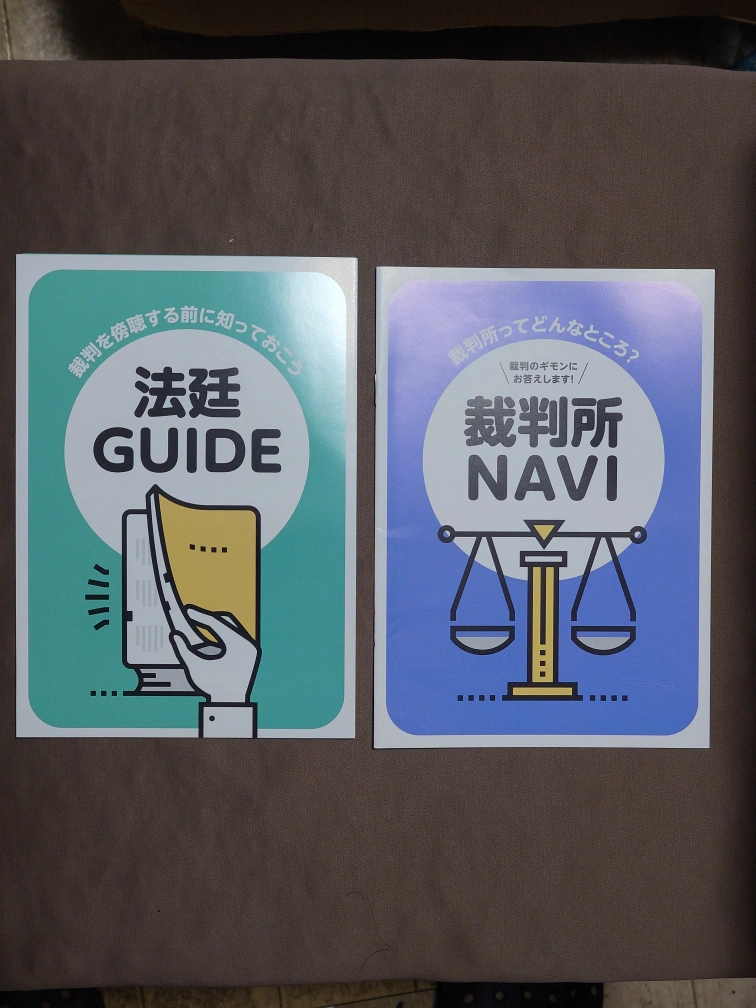 裁判を傍聴する前に知っておこう
法廷
GUIDE
裁判所ってどんなところ?
裁判のギモンに
お答えします!
裁判所
NAVI